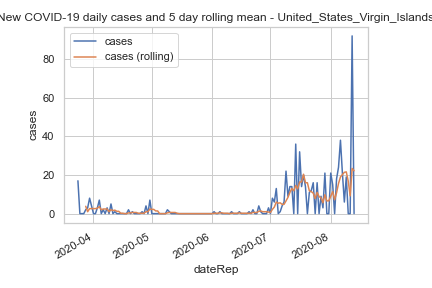 New COVID-19 daily cases and 5 day rolling mean - United_States_Virgin_Islands
cases
cases (rolling)
80
60
40
20
0
cases
2020-04
2020-05
2020-06
2020-07
2020-08
dateRep